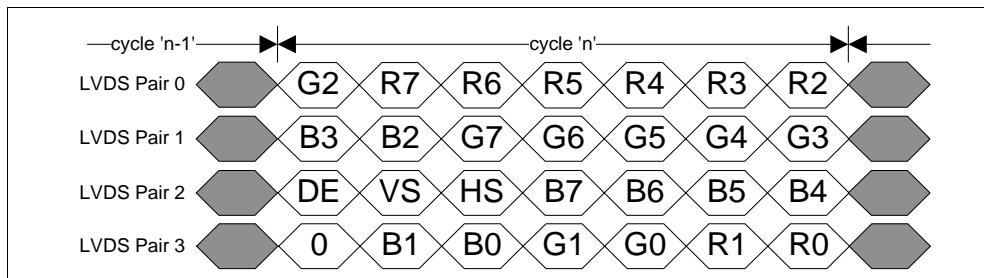 cycle 'n-1' cycle 'n'
LVDS Pair 0 G2 R7 R6 R5 R4 R3 R2
LVDS Pair 1 B3 B2 G7 G6 G5 G4 G3
LVDS Pair 2 DE VS HS B7 B6 B5 B4
LVDS Pair 3 0 B1 B0 G1 G0 R1 R0